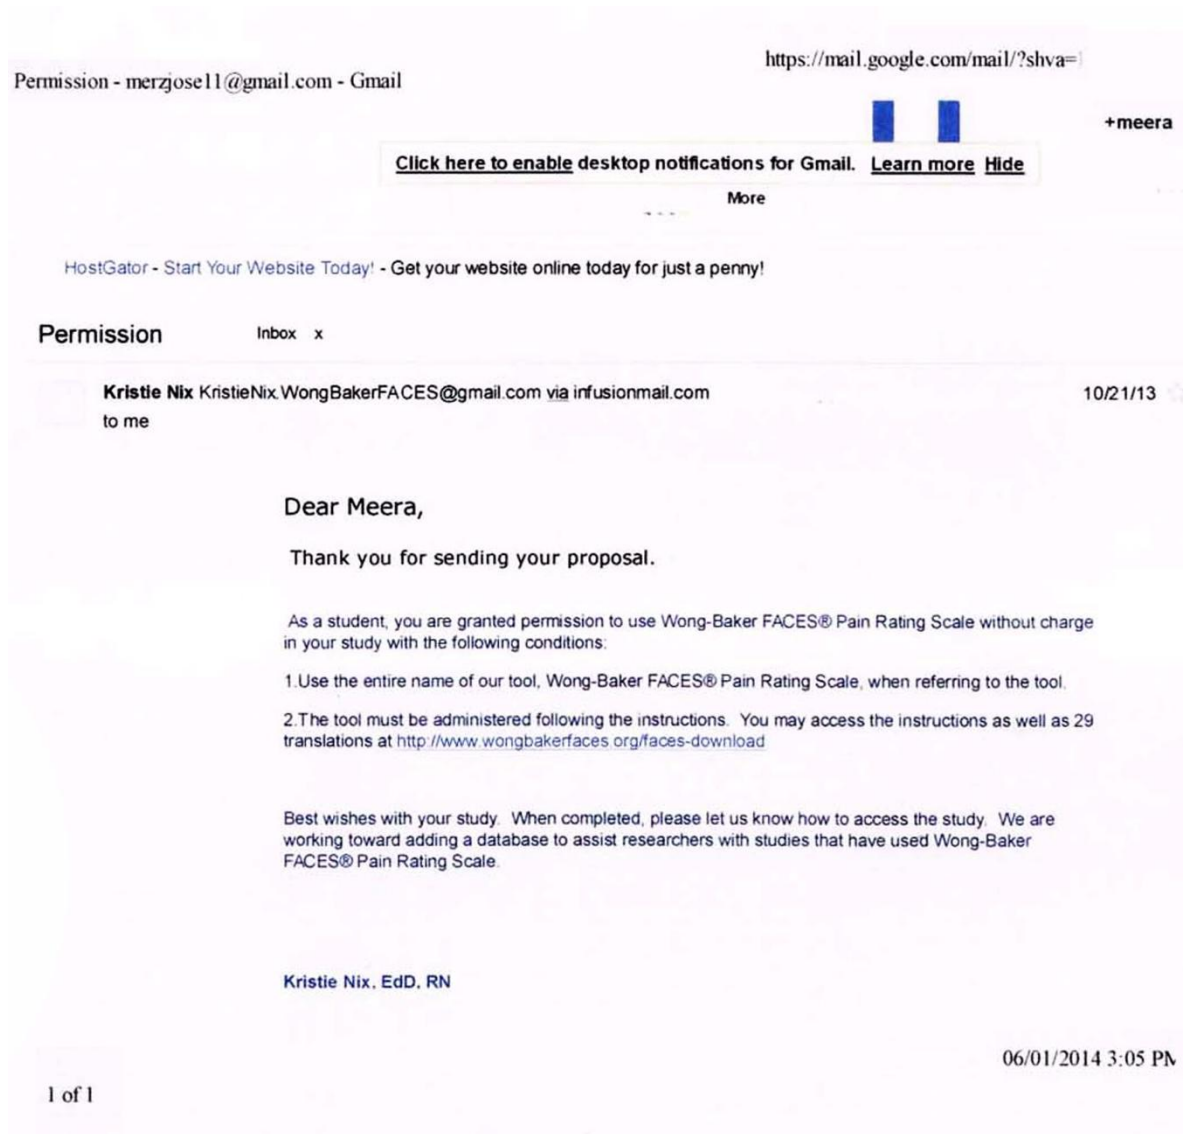 https://mail.google.com/mail/?shva=
Permission - merzjose11@gmail.com - Gmail
+meera
Click here to enable desktop notifications for Gmail. Learn more Hide
More
HostGator - Start Your Website Today! - Get your website online today for just a penny!
Permission Inbox x
Kristie Nix KristieNix.WongBakerFACES@gmail.com via infusionmail.com 10/21/13
to me
Dear Meera,
Thank you for sending your proposal.
As a student, you are granted permission to use Wong-Baker FACES® Pain Rating Scale without charge
in your study with the following conditions:
1.Use the entire name of our tool, Wong-Baker FACES® Pain Rating Scale, when referring to the tool.
2.The tool must be administered following the instructions. You may access the instructions as well as 29
translations at http://www.wongbakerfaces.org/faces-download
Best wishes with your study. When completed, please let us know how to access the study. We are
working toward adding a database to assist researchers with studies that have used Wong-Baker
FACES® Pain Rating Scale.
Kristie Nix, EdD, RN
06/01/2014 3:05 PM
1 of 1